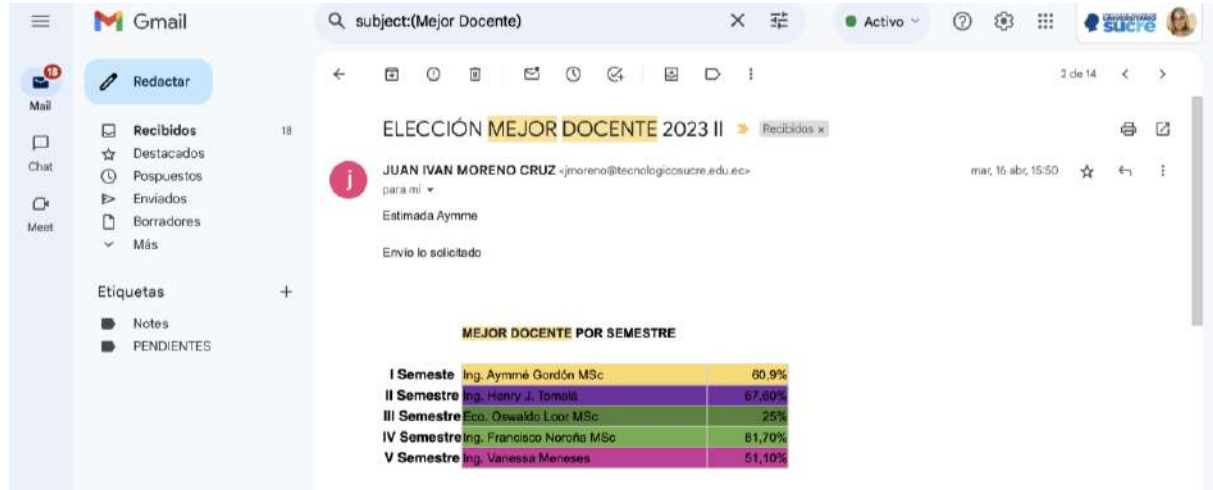 Gmail
subject:(Mejor Docente)
Activo
UNIVERSITARIO
sucre
18
Mail
Chat
Meet
Redactar
Recibidos 18
Destacados
Pospuestos
Enviados
Borradores
Más
Etiquetas
Notes
PENDIENTES
2 de 14
ELECCIÓN MEJOR DOCENTE 2023 II Recibidos x
j
JUAN IVAN MORENO CRUZ <jmoreno@tecnologicosucre.edu.ec>
mar, 16 abr, 15:50
para mí
Estimada Aymme
Envío lo solicitado
MEJOR DOCENTE POR SEMESTRE
I Semeste Ing. Aymmé Gordón MSc 60,9%
II Semestre Ing. Henry J. Tomalá 67,60%
III Semestre Eco. Oswaldo Loor MSc 25%
IV Semestre Ing. Francisco Noroña MSc 81,70%
V Semestre Ing. Vanessa Meneses 51,10%